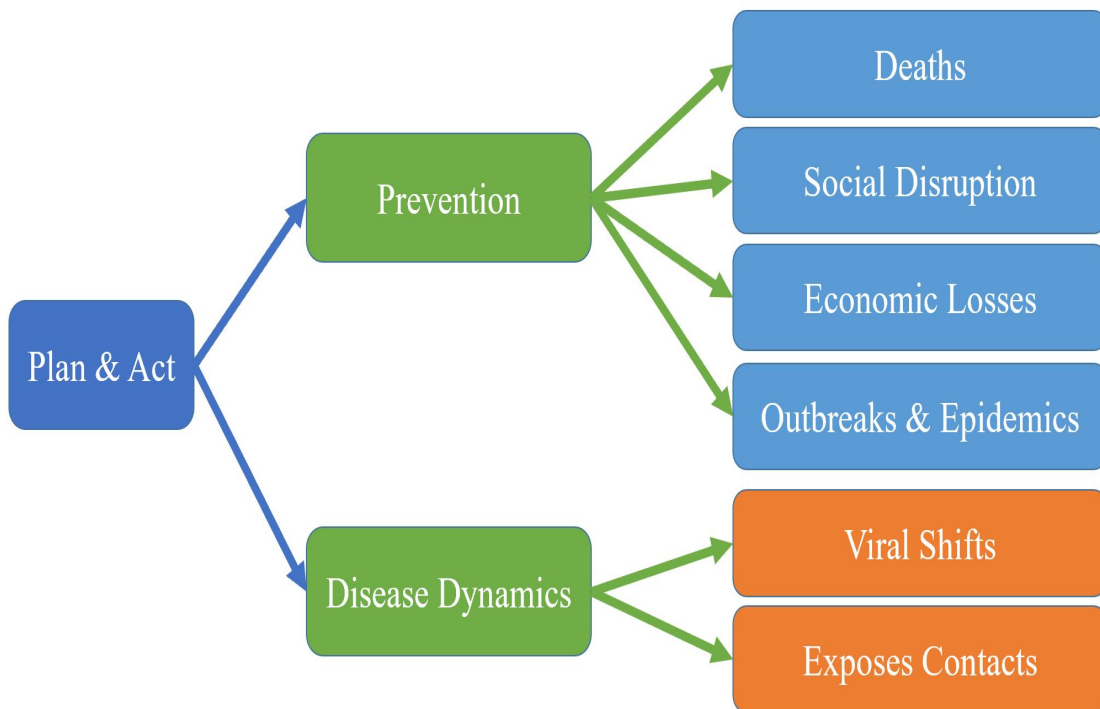 Deaths
Social Disruption
Prevention
Economic Losses
Plan & Act
Outbreaks & Epidemics
Viral Shifts
Disease Dynamics
Exposes Contacts